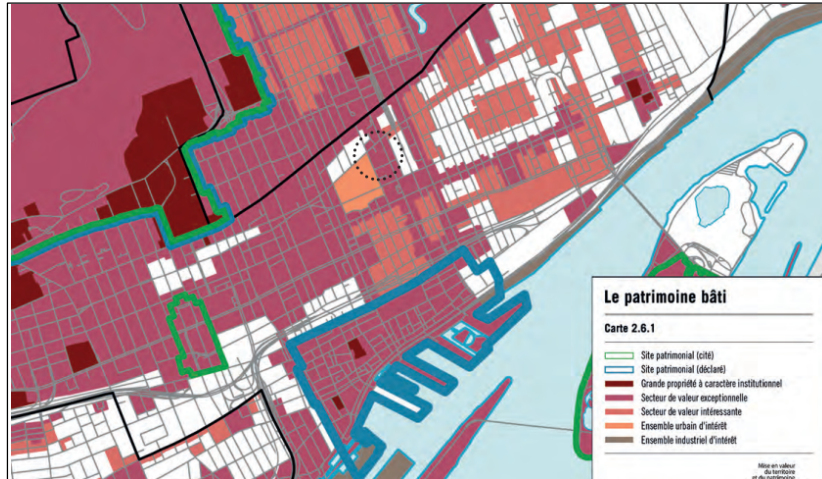 Le patrimoine bâti
Carte 2.6.1
Site patrimonial (cité)
Site patrimonial (déclaré)
Grande propriété à caractère institutionnel
Secteur de valeur exceptionnelle
Secteur de valeur intéressante
Ensemble urbain d'intérêt
Ensemble industriel d'intérêt
Mise en valeur
du territoire
et du patrimoine